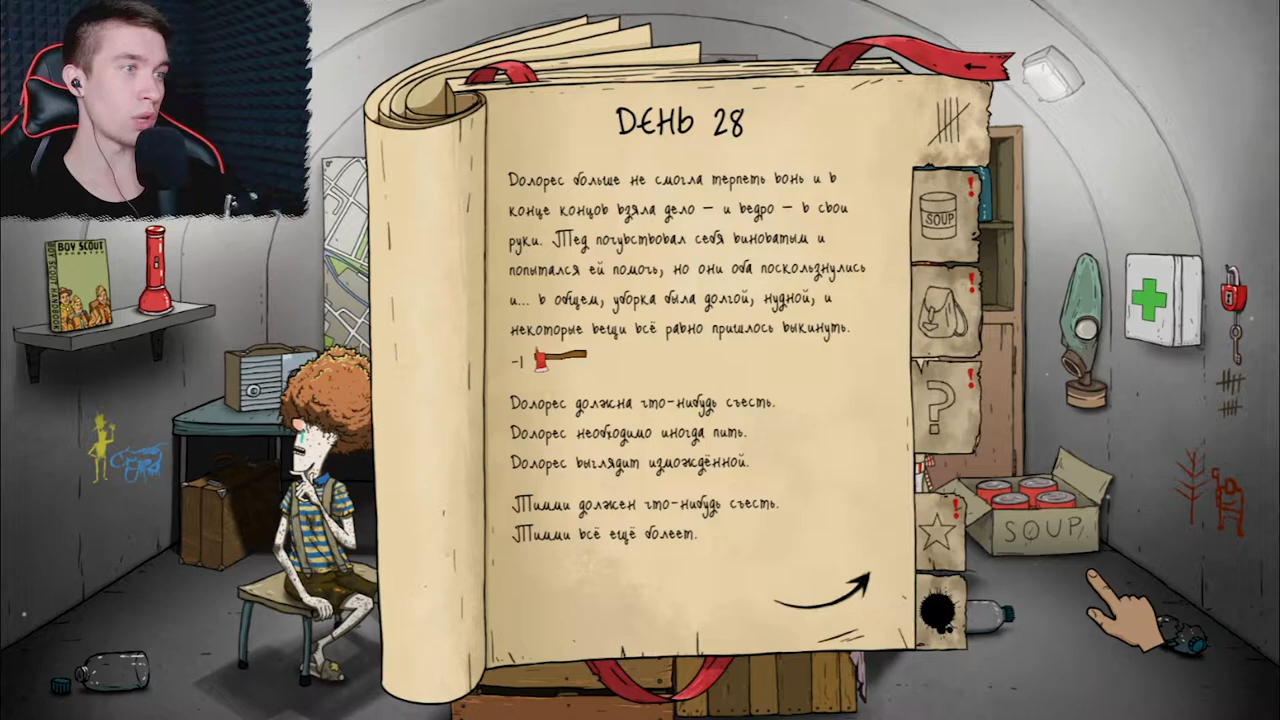 ДЕНЬ 28
Долорес больше не смогла терпеть вонь и в
конце концов взяла дело – и ведро – в свои
руки. Тед почувствовал себя виноватым и
попытался ей помочь, но они оба поскользнулись
и... в общем, уборка была долгой, нудной, и
некоторые вещи всё равно пришлось выкинуть.
-1
Долорес должна что-нибудь съесть.
Долорес необходимо иногда пить.
Долорес выглядит измождённой.
Тимми должен что-нибудь съесть.
Тимми всё ещё болеет.
SOUP
!
!
?
!
!
BOY SCOUT
BOY SCOUT HANDBOOK
SOUP